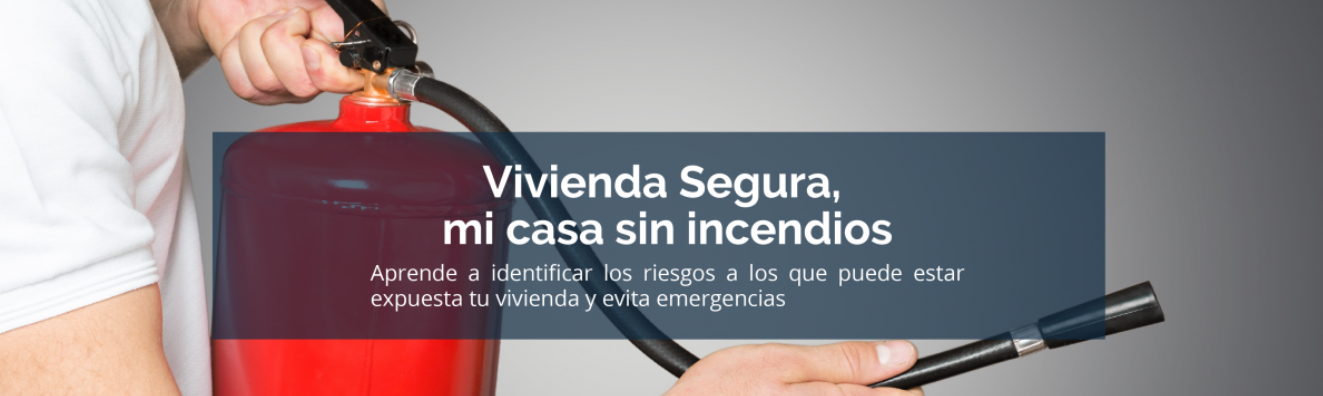 Vivienda Segura,
mi casa sin incendios
Aprende a identificar los riesgos a los que puede estar
expuesta tu vivienda y evita emergencias